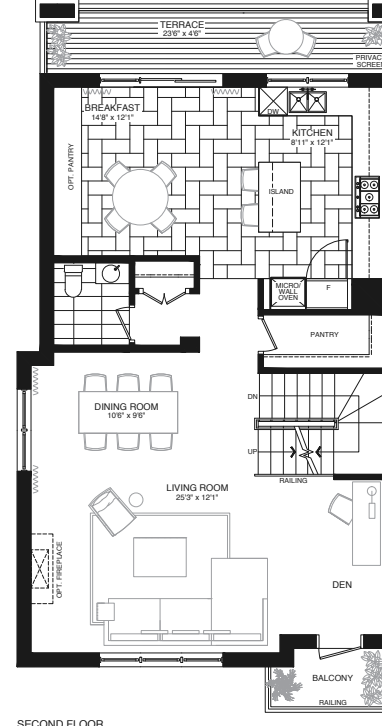 TERRACE
23'6" x 4'6"
PRIVACY
SCREEN
BREAKFAST
14'8" x 12'1"
DW
KITCHEN
8'11" x 12'1"
OPT. PANTRY
ISLAND
MICRO/
WALL
OVEN
F
PANTRY
DN
DINING ROOM
10'6" x 9'6"
UP
RAILING
LIVING ROOM
25'3" x 12'1"
OPT. FIREPLACE
DEN
BALCONY
RAILING
SECOND FLOOR